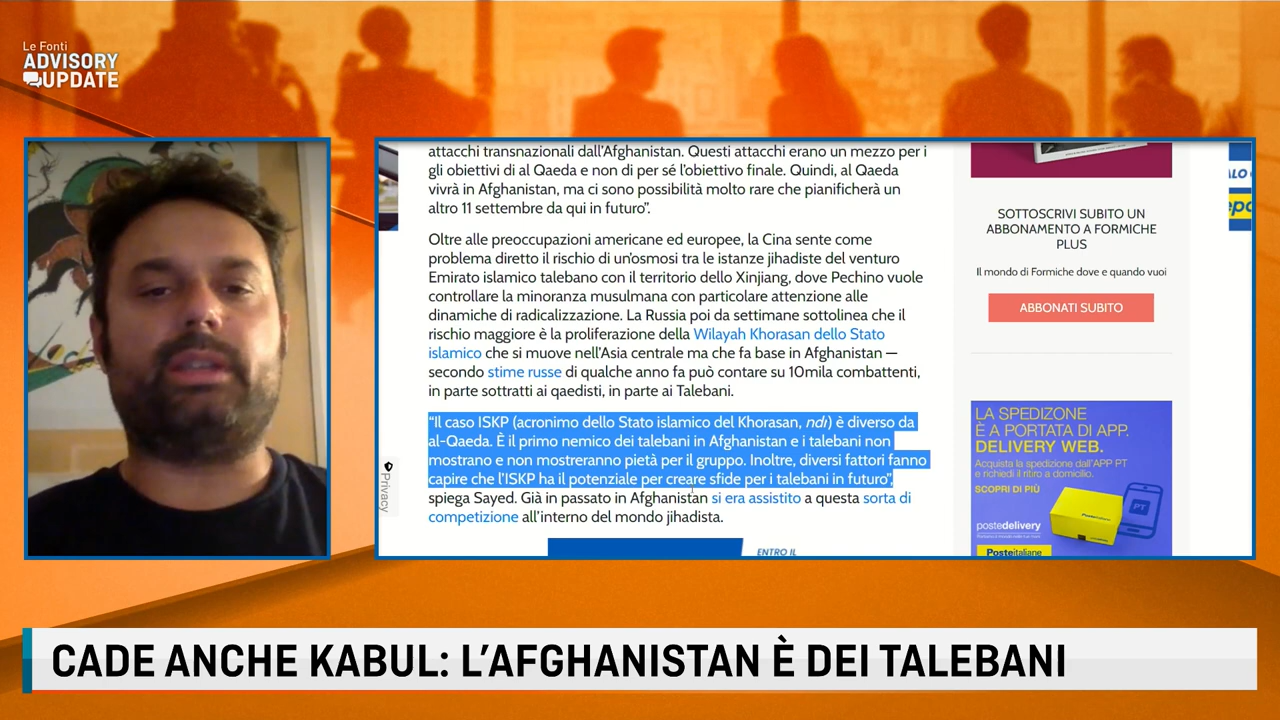 Le Fonti
ADVISORY
UPDATE
attacchi transnazionali dall'Afghanistan. Questi attacchi erano un mezzo per i
gli obiettivi di al Qaeda e non di per sé l'obiettivo finale. Quindi, al Qaeda
vivrà in Afghanistan, ma ci sono possibilità molto rare che pianificherà un
altro 11 settembre da qui in futuro”.
Oltre alle preoccupazioni americane ed europee, la Cina sente come
problema diretto il rischio di un'osmosi tra le istanze jihadiste del venturo
Emirato islamico talebano con il territorio dello Xinjiang, dove Pechino vuole
controllare la minoranza musulmana con particolare attenzione alle
dinamiche di radicalizzazione. La Russia poi da settimane sottolinea che il
rischio maggiore è la proliferazione della Wilayah Khorasan dello Stato
islamico che si muove nell'Asia centrale ma che fa base in Afghanistan —
secondo stime russe di qualche anno fa può contare su 10mila combattenti,
in parte sottratti ai qaedisti, in parte ai Talebani.
“Il caso ISKP (acronimo dello Stato islamico del Khorasan, ndr) è diverso da
al-Qaeda. È il primo nemico dei talebani in Afghanistan e i talebani non
mostrano e non mostreranno pietà per il gruppo. Inoltre, diversi fattori fanno
capire che l'ISKP ha il potenziale per creare sfide per i talebani in futuro”,
spiega Sayed. Già in passato in Afghanistan si era assistito a questa sorta di
competizione all'interno del mondo jihadista.
ENTRO IL
Privacy
SOTTOSCRIVI SUBITO UN
ABBONAMENTO A FORMICHE
PLUS
Il mondo di Formiche dove e quando vuoi
ABBONATI SUBITO
LA SPEDIZIONE
È A PORTATA DI APP.
DELIVERY WEB.
Acquista la spedizione dall'APP PT
e richiedi il ritiro a domicilio.
SCOPRI DI PIÙ
PT
postedelivery
Posteitaliane
CADE ANCHE KABUL: L'AFGHANISTAN È DEI TALEBANI